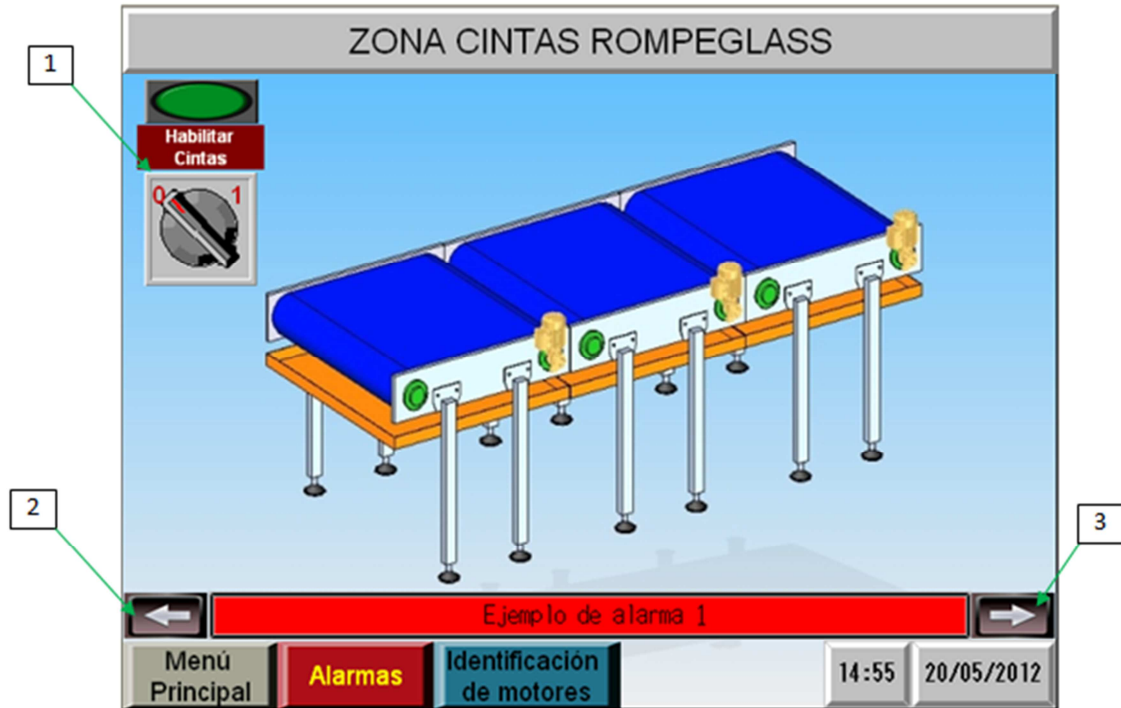 ZONA CINTAS ROMPEGLASS
1
Habilitar
Cintas
0 1
2
3
Ejemplo de alarma 1
Menú
Principal
Alarmas
Identificación
de motores
14:55
20/05/2012